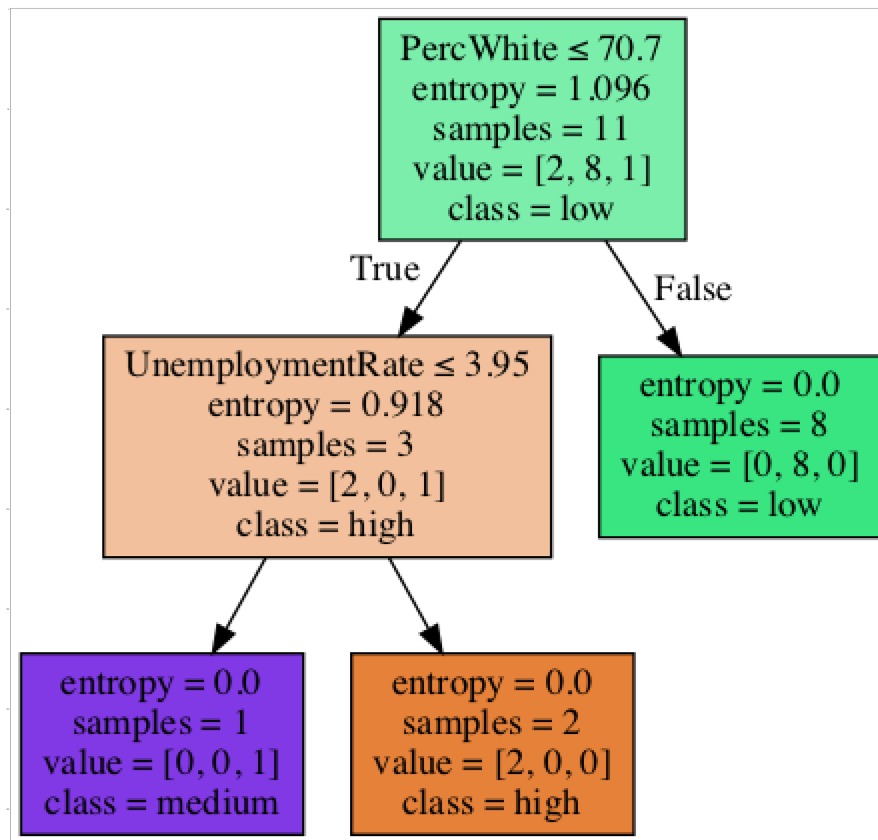 PercWhite ≤ 70.7
entropy = 1.096
samples = 11
value = [2, 8, 1]
class = low
True
False
UnemploymentRate ≤ 3.95
entropy = 0.918
samples = 3
value = [2, 0, 1]
class = high
entropy = 0.0
samples = 8
value = [0, 8, 0]
class = low
entropy = 0.0
samples = 1
value = [0, 0, 1]
class = medium
entropy = 0.0
samples = 2
value = [2, 0, 0]
class = high